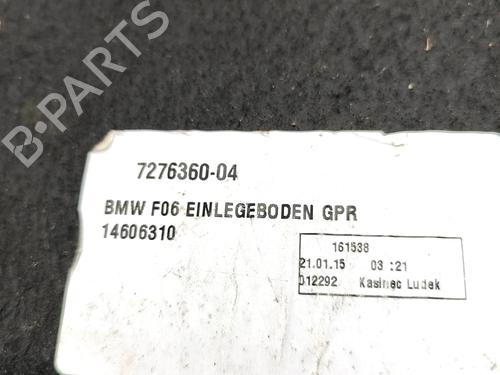 B-PARTS
7276360-04
BMW F06 EINLEGEBODEN GPR
14606310
161538
21.01.15 03:21
012292 Kasinec Ludek